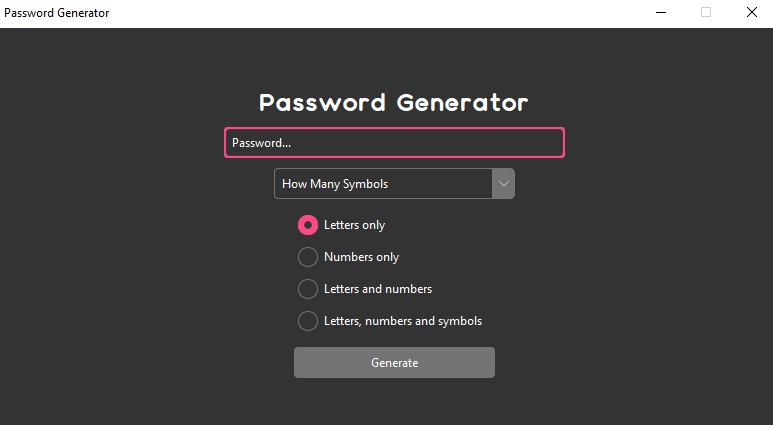 Password Generator
Password Generator
Password...
How Many Symbols
Letters only
Numbers only
Letters and numbers
Letters, numbers and symbols
Generate